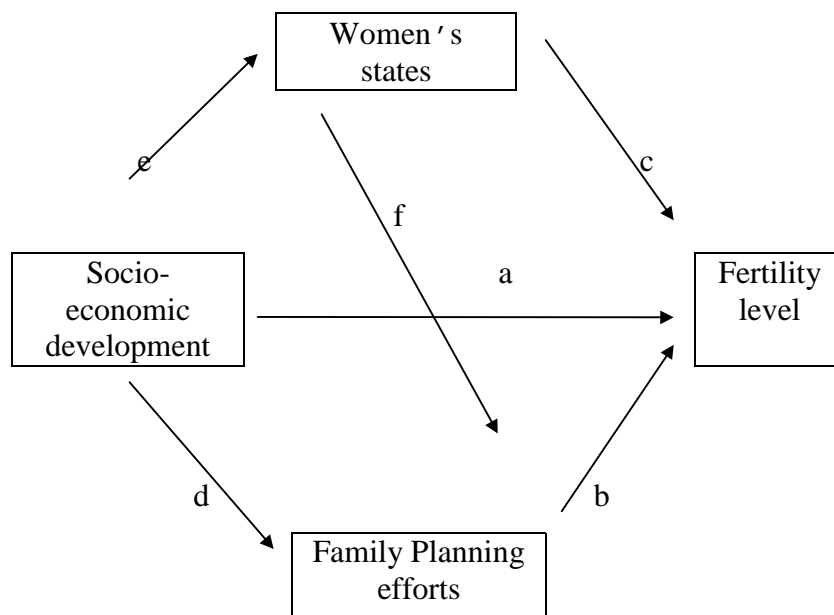 Women's
states
e
c
f
Socio-
economic
development
a
Fertility
level
d
b
Family Planning
efforts